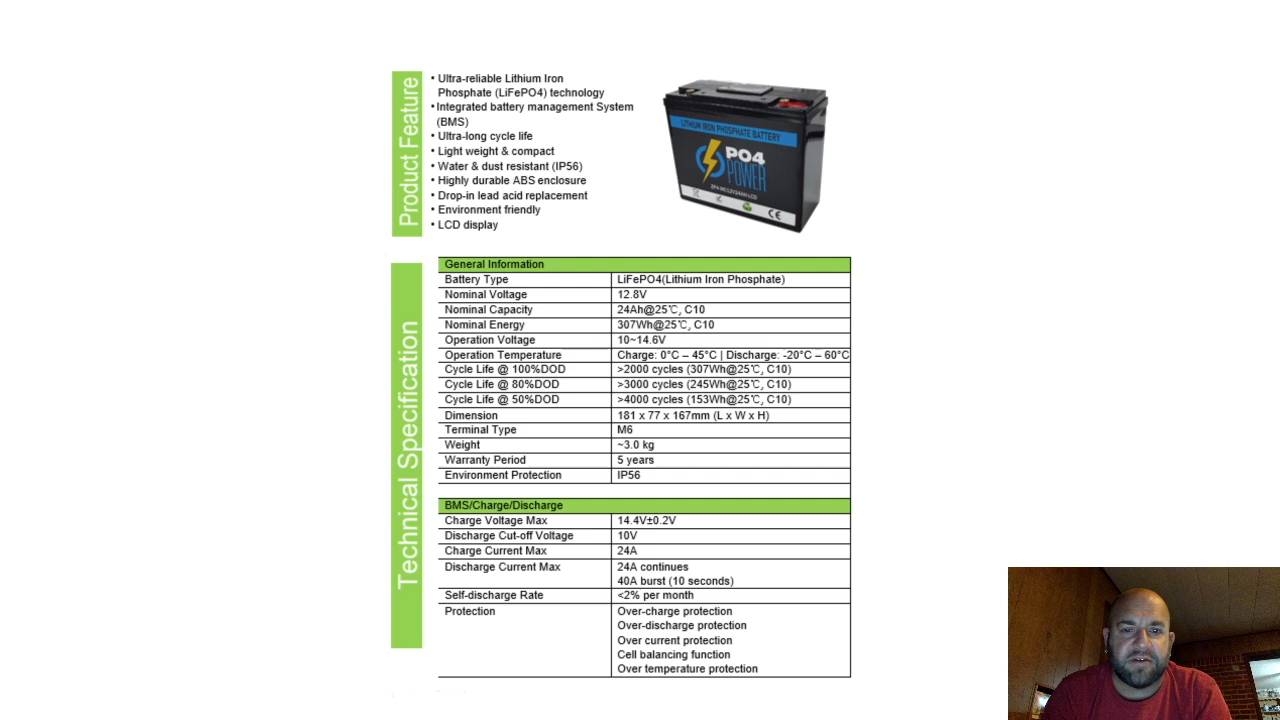 Product Feature
• Ultra-reliable Lithium Iron
Phosphate (LiFePO4) technology
• Integrated battery management System
(BMS)
• Ultra-long cycle life
• Light weight & compact
• Water & dust resistant (IP56)
• Highly durable ABS enclosure
• Drop-in lead acid replacement
• Environment friendly
• LCD display
LITHIUM IRON PHOSPHATE BATTERY
PO4
POWER
CE
Technical Specification
General Information
Battery Type LiFePO4(Lithium Iron Phosphate)
Nominal Voltage 12.8V
Nominal Capacity 24Ah@25℃, C10
Nominal Energy 307Wh@25℃, C10
Operation Voltage 10~14.6V
Operation Temperature Charge: 0°C – 45°C | Discharge: -20°C – 60°C
Cycle Life @ 100%DOD >2000 cycles (307Wh@25℃, C10)
Cycle Life @ 80%DOD >3000 cycles (245Wh@25℃, C10)
Cycle Life @ 50%DOD >4000 cycles (153Wh@25℃, C10)
Dimension 181 x 77 x 167mm (L x W x H)
Terminal Type M6
Weight ~3.0 kg
Warranty Period 5 years
Environment Protection IP56
BMS/Charge/Discharge
Charge Voltage Max 14.4V±0.2V
Discharge Cut-off Voltage 10V
Charge Current Max 24A
Discharge Current Max 24A continues
40A burst (10 seconds)
Self-discharge Rate <2% per month
Protection Over-charge protection
Over-discharge protection
Over current protection
Cell balancing function
Over temperature protection